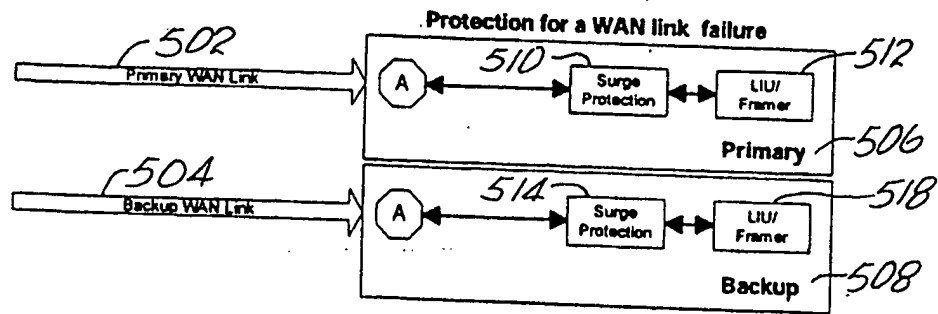 Protection for a WAN link failure
502
Primary WAN Link
A
510
Surge
Protection
512
LIU/
Framer
Primary
506
504
Backup WAN Link
A
514
Surge
Protection
518
LIU/
Framer
Backup
508